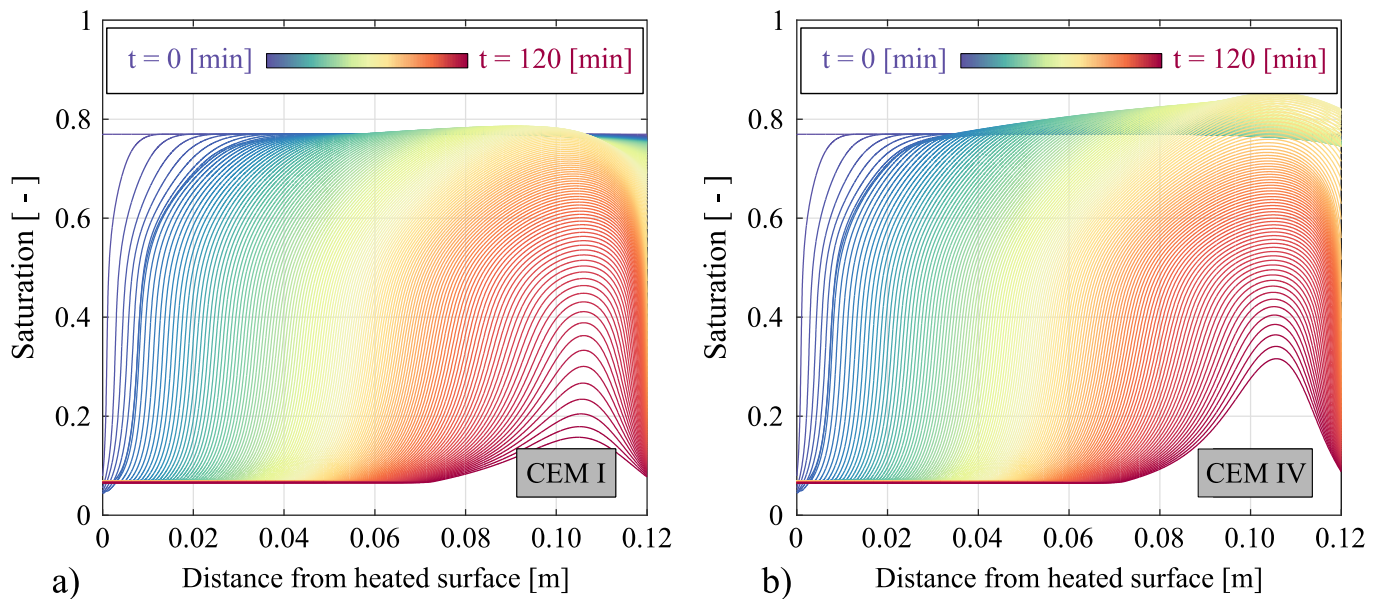 t = 0 [min] t = 120 [min]
Saturation [ - ]
1
0.8
0.6
0.4
0.2
0
CEM I
0 0.02 0.04 0.06 0.08 0.10 0.12
a) Distance from heated surface [m]
t = 0 [min] t = 120 [min]
Saturation [ - ]
1
0.8
0.6
0.4
0.2
0
CEM IV
0 0.02 0.04 0.06 0.08 0.10 0.12
b) Distance from heated surface [m]